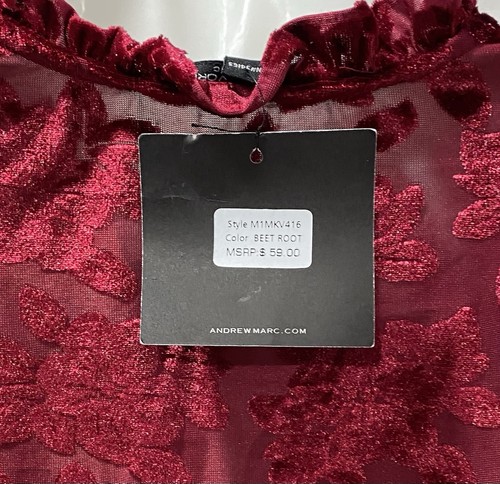 Style M1MKV416
Color BEET ROOT
MSRP:$ 59.00
ANDREWMARC.COM